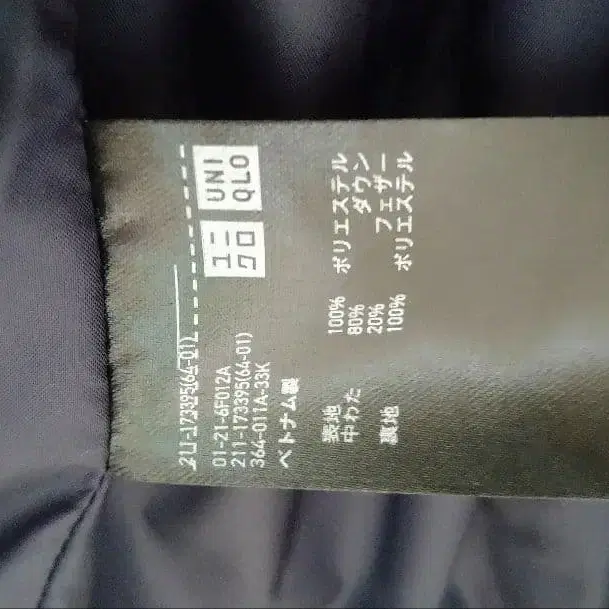 211-173395(64-01)
UNI
QLO
ユニ
クロ
01-21-6F012A
211-173395(64-01)
364-011A-33K
ベトナム製
表地 100% ポリエステル
中わた 80% ダウン
20% フェザー
裏地 100% ポリエステル